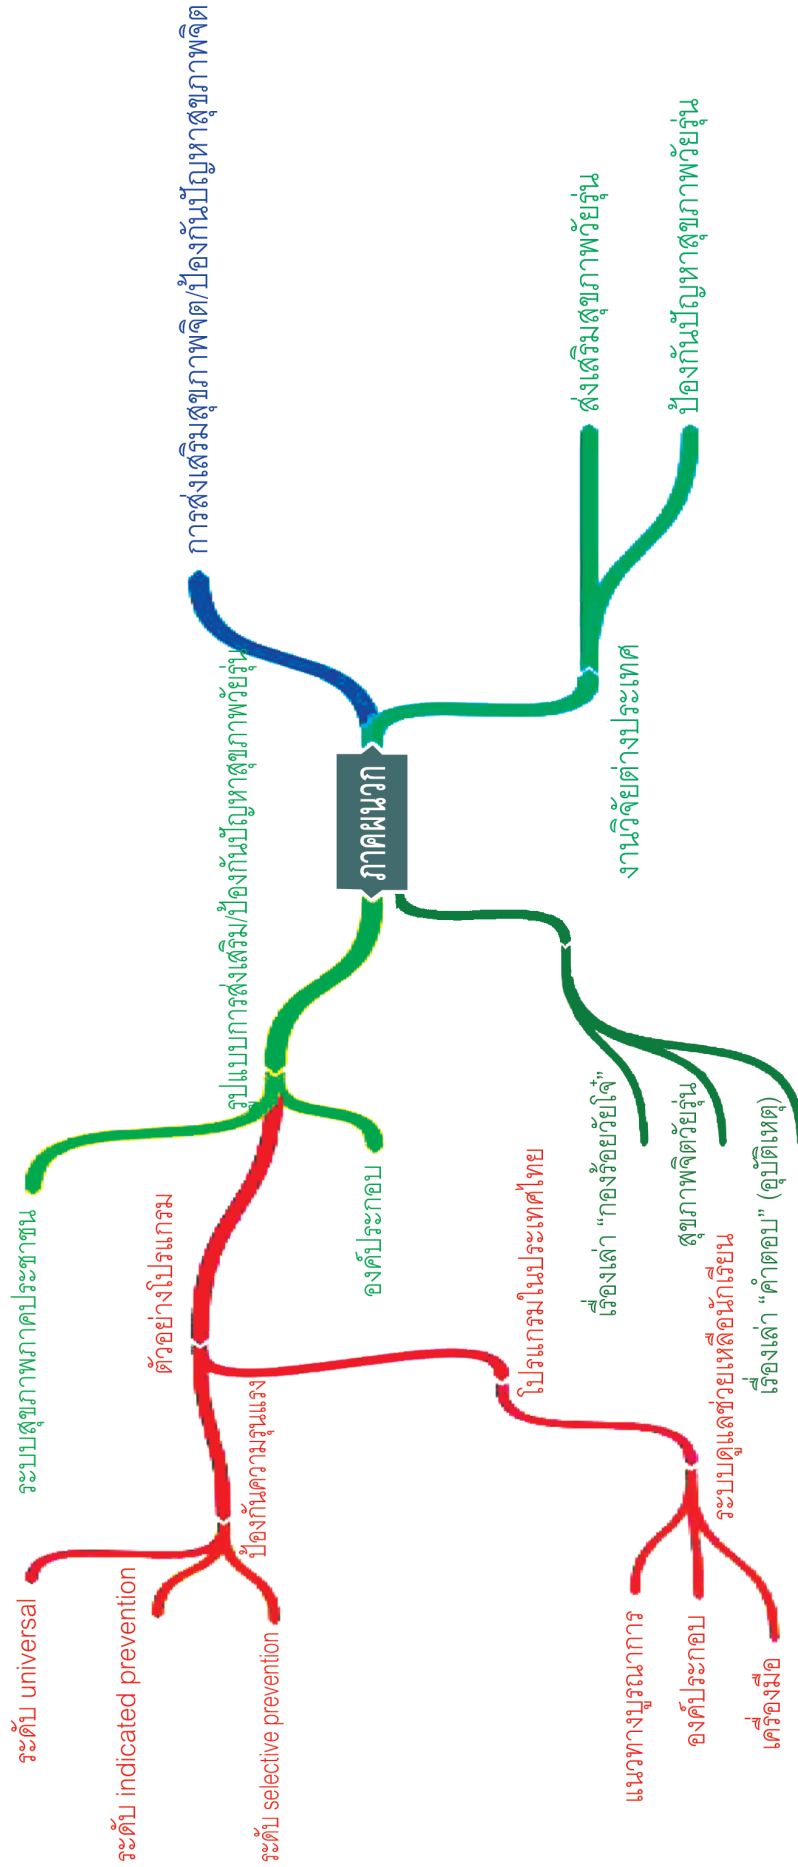 ภาคผนวก
การส่งเสริมสุขภาพจิต/ป้องกันปัญหาสุขภาพจิต
งานวิจัยต่างประเทศ
ส่งเสริมสุขภาพวัยรุ่น
ป้องกันปัญหาสุขภาพวัยรุ่น
รูปแบบการส่งเสริม/ป้องกันปัญหาสุขภาพวัยรุ่น
ระบบสุขภาพภาคประชาชน
องค์ประกอบ
ตัวอย่างโปรแกรม
ป้องกันความรุนแรง
ระดับ universal
ระดับ indicated prevention
ระดับ selective prevention
โปรแกรมในประเทศไทย
ระบบดูแลช่วยเหลือนักเรียน
แนวทางบูรณาการ
องค์ประกอบ
เครื่องมือ
เรื่องเล่า “กองร้อยวัยโจ๋”
สุขภาพจิตวัยรุ่น
เรื่องเล่า “คำตอบ” (อุบัติเหตุ)